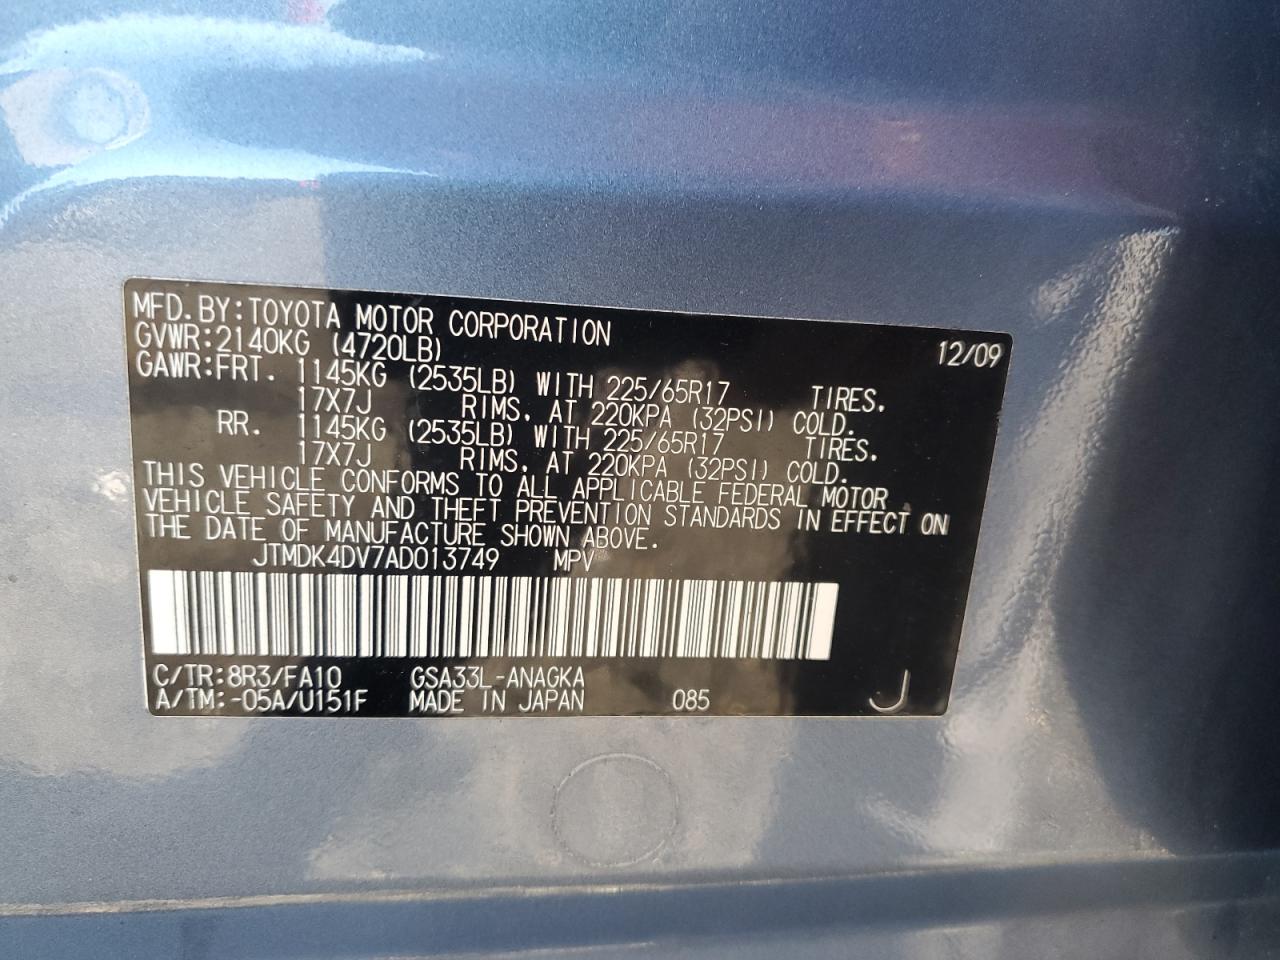 MFD.BY:TOYOTA MOTOR CORPORATION 12/09
GVWR:2140KG (4720LB)
GAWR:FRT. 1145KG (2535LB) WITH 225/65R17 TIRES.
17X7J RIMS. AT 220KPA (32PSI) COLD.
RR. 1145KG (2535LB) WITH 225/65R17 TIRES.
17X7J RIMS. AT 220KPA (32PSI) COLD.
THIS VEHICLE CONFORMS TO ALL APPLICABLE FEDERAL MOTOR
VEHICLE SAFETY AND THEFT PREVENTION STANDARDS IN EFFECT ON
THE DATE OF MANUFACTURE SHOWN ABOVE.
JTMDK4DV7AD013749 MPV
C/TR:8R3/FA10 GSA33L-ANAGKA
A/TM:-05A/U151F MADE IN JAPAN 085 J